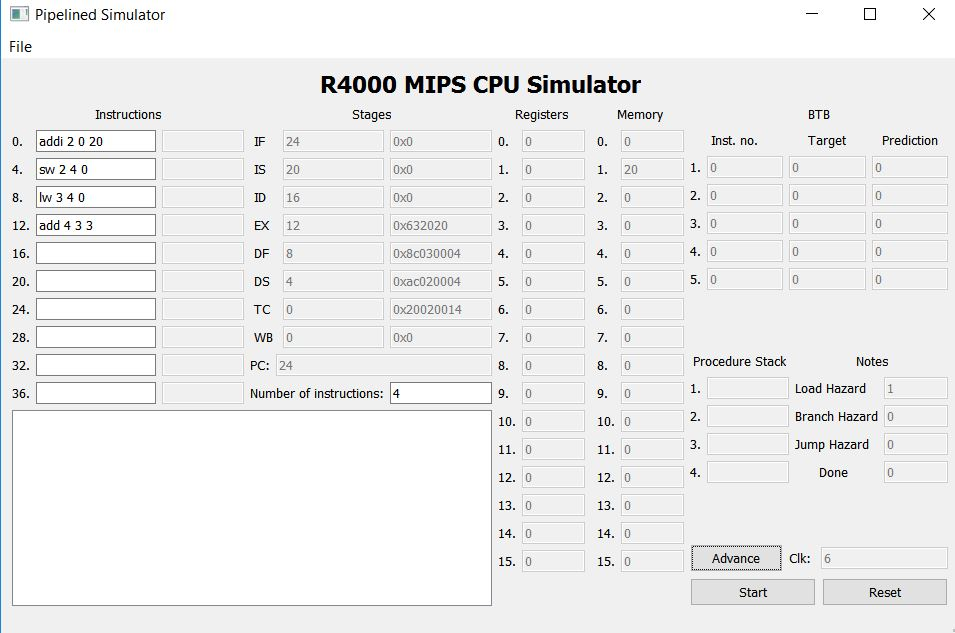 Pipelined Simulator
File
R4000 MIPS CPU Simulator
Instructions Stages Registers Memory BTB
Inst. no. Target Prediction
0. addi 2 0 20 IF 24 0x0 0. 0 0. 0
1. 0 0 0
4. sw 2 4 0 IS 20 0x0 1. 0 1. 20
2. 0 0 0
8. lw 3 4 0 ID 16 0x0 2. 0 2. 0
3. 0 0 0
12. add 4 3 3 EX 12 0x632020 3. 0 3. 0
4. 0 0 0
16. DF 8 0x8c030004 4. 0 4. 0
5. 0 0 0
20. DS 4 0xac020004 5. 0 5. 0
24. TC 0 0x20020014 6. 0 6. 0
28. WB 0 0x0 7. 0 7. 0
32. PC: 24 8. 0 8. 0
Procedure Stack Notes
36. Number of instructions: 4 9. 0 9. 0
1. Load Hazard 1
10. 0 10. 0
2. Branch Hazard 0
11. 0 11. 0
3. Jump Hazard 0
12. 0 12. 0
4. Done 0
13. 0 13. 0
14. 0 14. 0
15. 0 15. 0
Advance Clk: 6
Start Reset